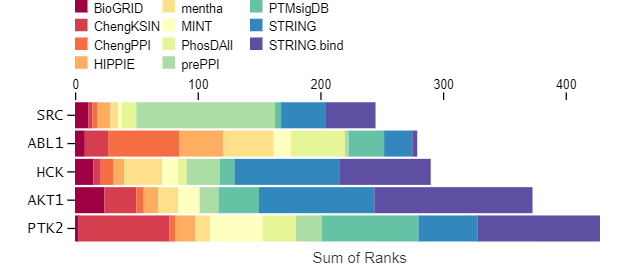 BioGRID mentha PTMsigDB
ChengKSIN MINT STRING
ChengPPI PhosDAll STRING.bind
HIPPIE prePPI
0 100 200 300 400
SRC
ABL1
HCK
AKT1
PTK2
Sum of Ranks